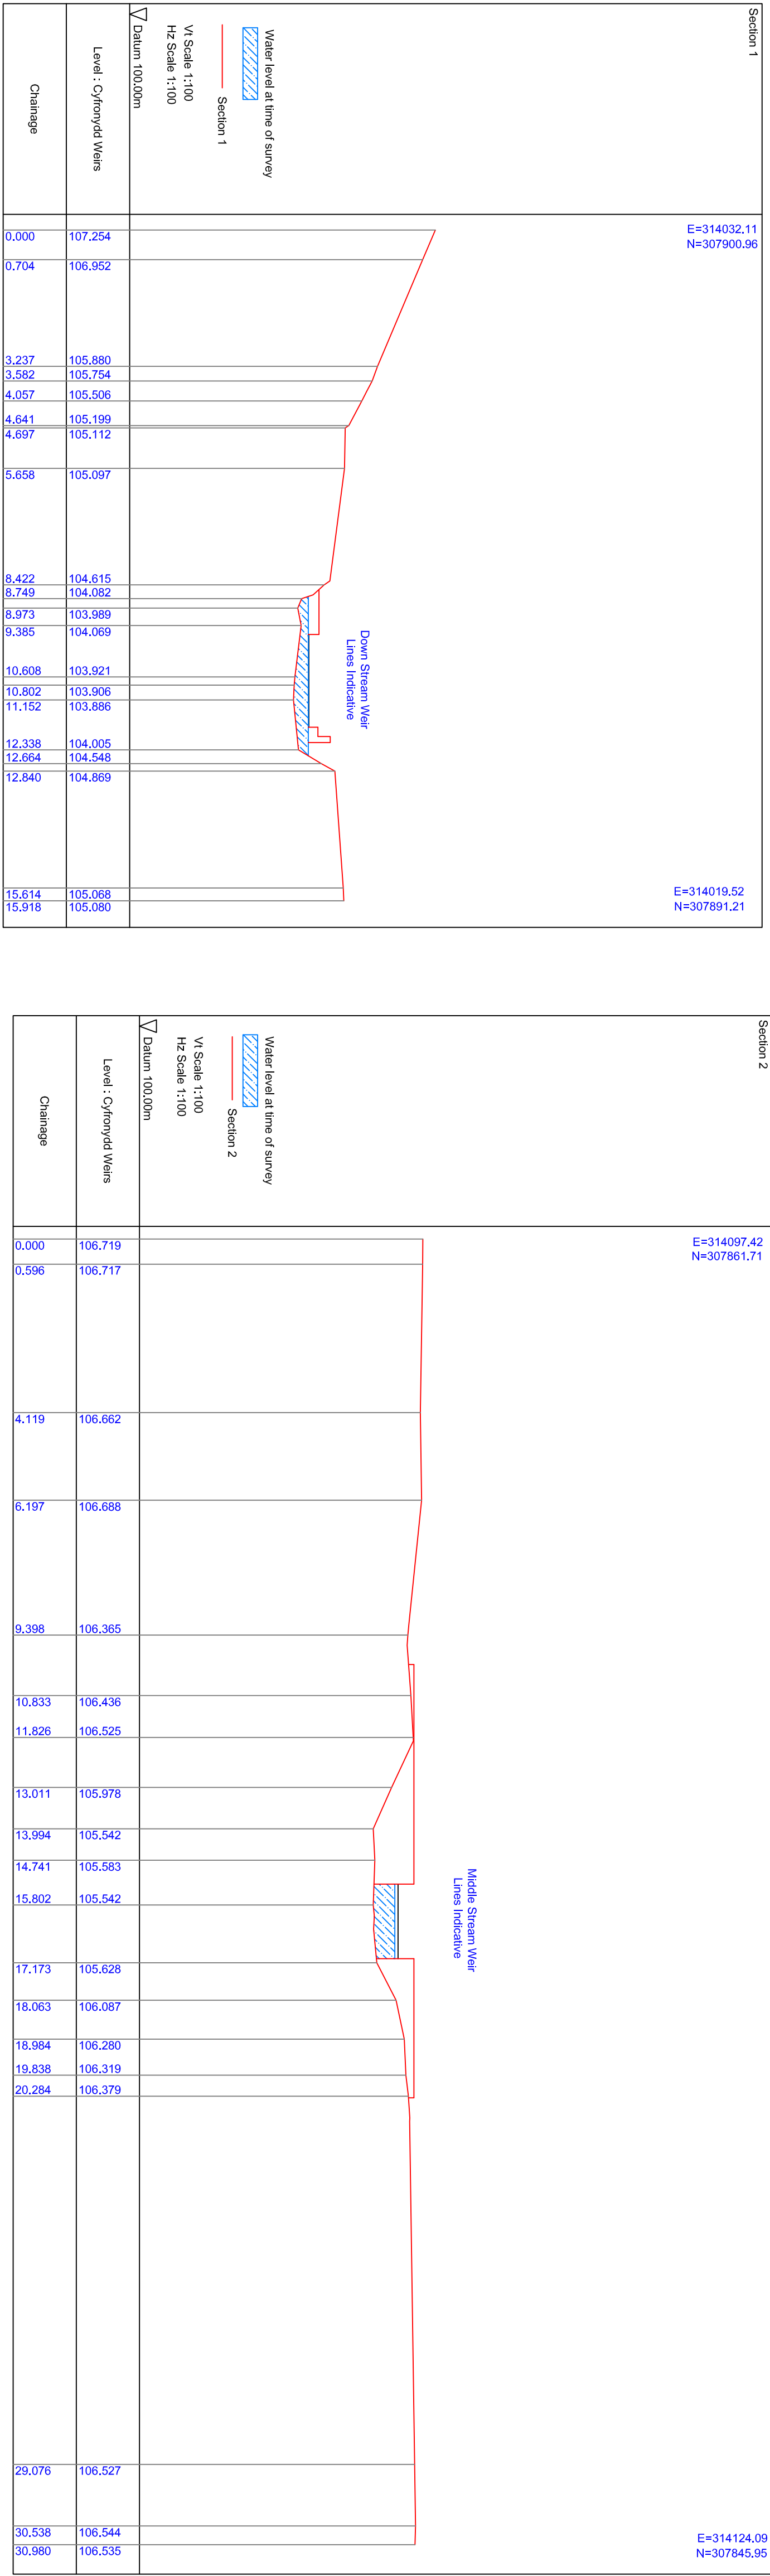 Section 1
E=314032.11
N=307900.96
E=314019.52
N=307891.21
Water level at time of survey
Section 1
Vt Scale 1:100
Hz Scale 1:100
Datum 100.00m
Down Stream Weir
Lines Indicative
Level : Cyfronydd Weirs
107.254
106.952
105.880
105.754
105.506
105.199
105.112
105.097
104.615
104.082
103.989
104.069
103.921
103.906
103.886
104.005
104.548
104.869
105.068
105.080
Chainage
0.000
0.704
3.237
3.582
4.057
4.641
4.697
5.658
8.422
8.749
8.973
9.385
10.608
10.802
11.152
12.338
12.664
12.840
15.614
15.918
Section 2
E=314097.42
N=307861.71
E=314124.09
N=307845.95
Water level at time of survey
Section 2
Vt Scale 1:100
Hz Scale 1:100
Datum 100.00m
Middle Stream Weir
Lines Indicative
Level : Cyfronydd Weirs
106.719
106.717
106.662
106.688
106.365
106.436
106.525
105.978
105.542
105.583
105.542
105.628
106.087
106.280
106.319
106.379
106.527
106.544
106.535
Chainage
0.000
0.596
4.119
6.197
9.398
10.833
11.826
13.011
13.994
14.741
15.802
17.173
18.063
18.984
19.838
20.284
29.076
30.538
30.980